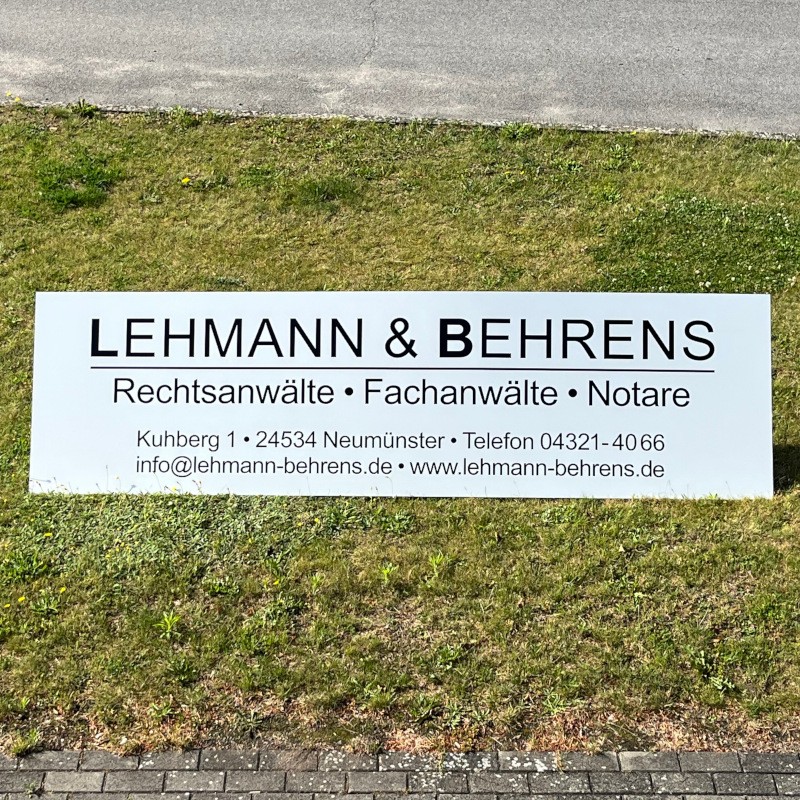 LEHMANN & BEHRENS
Rechtsanwälte • Fachanwälte • Notare
Kuhberg 1 • 24534 Neumünster • Telefon 04321-4066
info@lehmann-behrens.de • www.lehmann-behrens.de